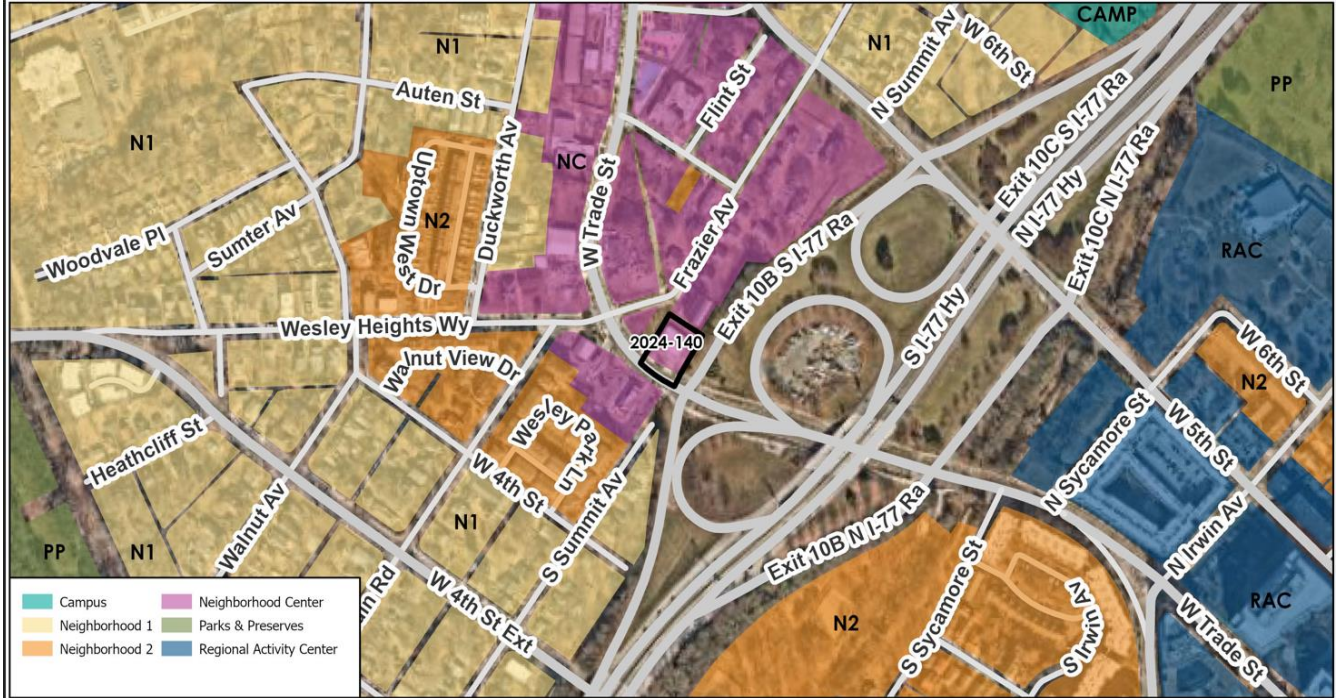 CAMP
N1
N1
N Summit Av
W 6th St
PP
Auten St
Flint St
Exit 10C S I-77 Ra
N1
NC
W Trade St
Uptown
West Dr
N2
Duckworth Av
N I-77 Hy
Exit 10C N I-77 Ra
Woodvale Pl
Sumter Av
Frazier Av
Exit 10B S I-77 Ra
RAC
Wesley Heights Wy
2024-140
S I-77 Hy
W 6th St
N2
Walnut View Dr
Wesley Park Ln
Heathcliff St
W 4th St
N Sycamore St
W 5th St
Walnut Av
N1
S Summit Av
PP
N1
Exit 10B N I-77 Ra
N Irwin Av
W 4th St Ext
N2
S Sycamore St
S Irwin Av
RAC
W Trade St
Campus
Neighborhood 1
Neighborhood 2
Neighborhood Center
Parks & Preserves
Regional Activity Center
Rd